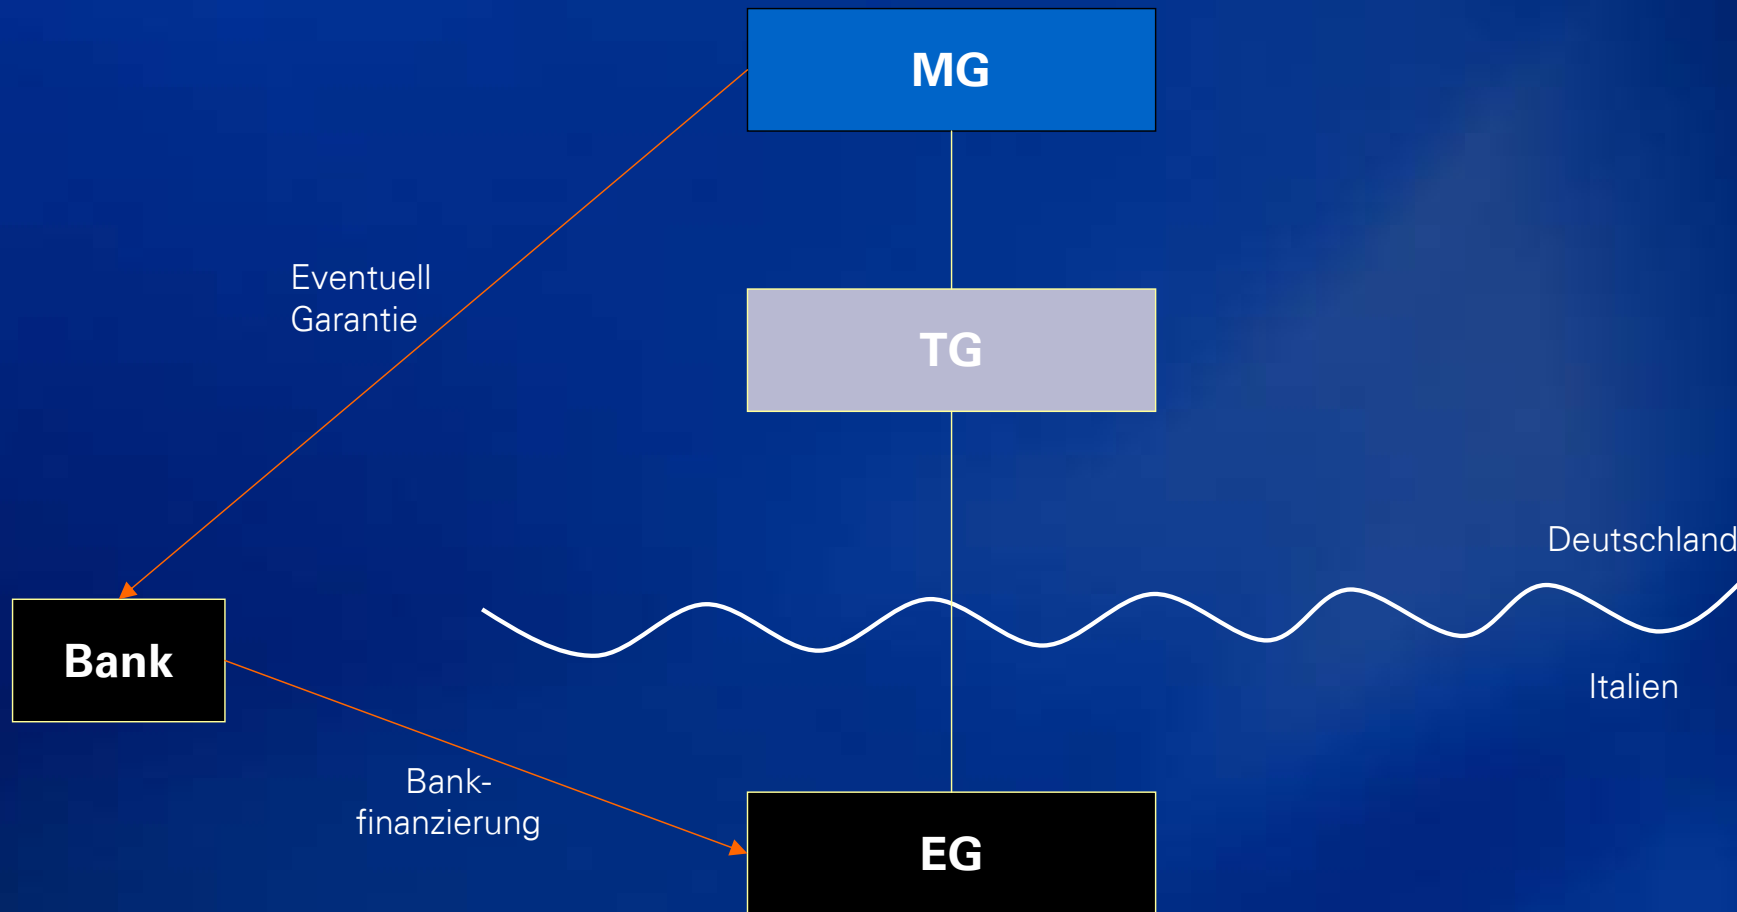 MG
Eventuell
Garantie
TG
Deutschland
Bank
Italien
Bank-
finanzierung
EG